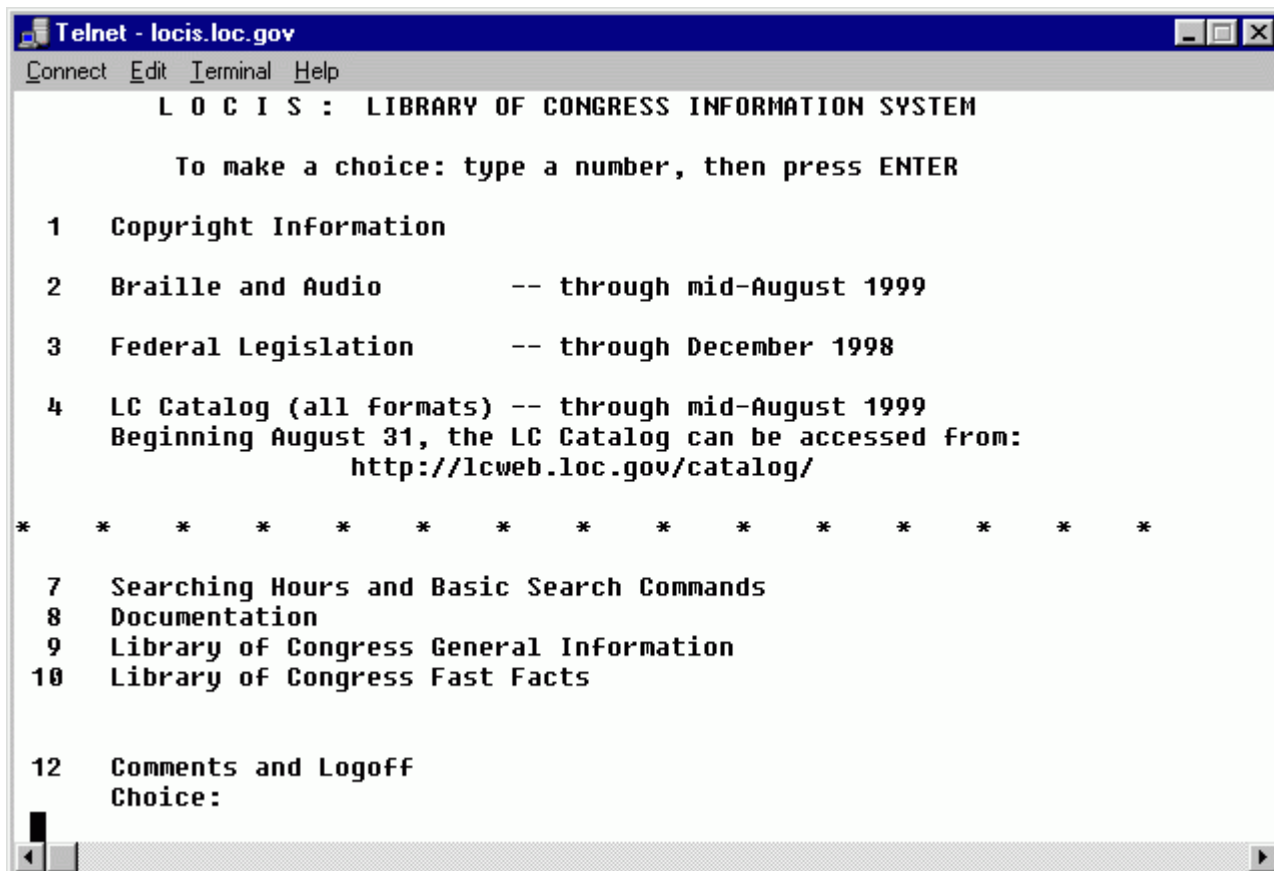 Telnet - locis.loc.gov
Connect Edit Terminal Help
L O C I S : LIBRARY OF CONGRESS INFORMATION SYSTEM
To make a choice: type a number, then press ENTER
1 Copyright Information
2 Braille and Audio -- through mid-August 1999
3 Federal Legislation -- through December 1998
4 LC Catalog (all formats) -- through mid-August 1999
Beginning August 31, the LC Catalog can be accessed from:
http://lcweb.loc.gov/catalog/
* * * * * * * * * * * * * * *
7 Searching Hours and Basic Search Commands
8 Documentation
9 Library of Congress General Information
10 Library of Congress Fast Facts
12 Comments and Logoff
Choice: